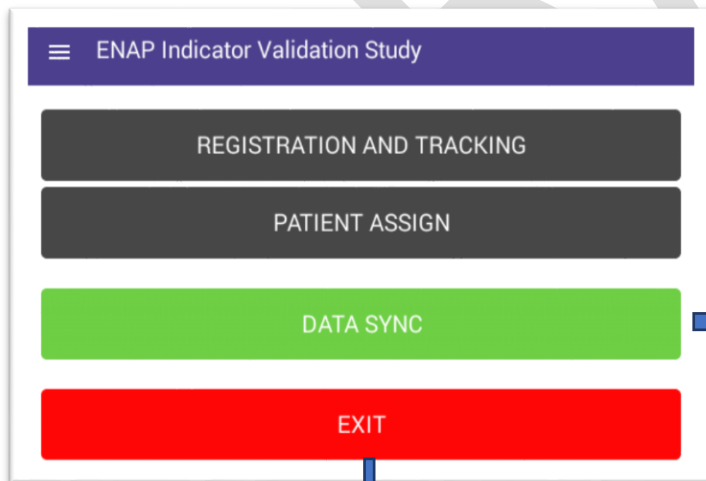 ENAP Indicator Validation Study
REGISTRATION AND TRACKING
PATIENT ASSIGN
DATA SYNC
EXIT